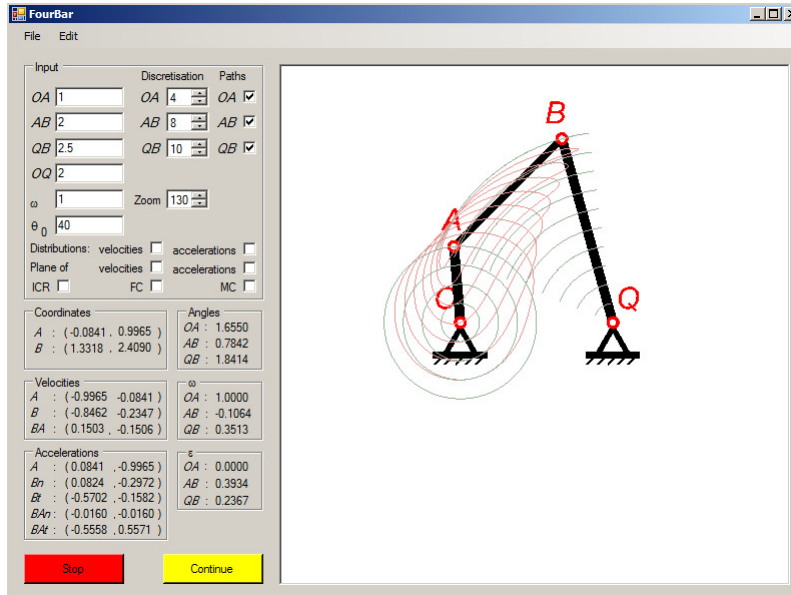 FourBar
File Edit
Input
Discretisation Paths
OA 1 OA 4 OA
AB 2 AB 8 AB
QB 2.5 QB 10 QB
OQ 2
ω 1 Zoom 130
θ 0 40
Distributions: velocities accelerations
Plane of velocities accelerations
ICR FC MC
Coordinates
A : (-0.0841 , 0.9965 )
B : ( 1.3318 , 2.4090 )
Angles
OA : 1.6550
AB : 0.7842
QB : 1.8414
Velocities
A : (-0.9965 -0.0841 )
B : (-0.8462 -0.2347 )
BA : ( 0.1503 , -0.1506 )
ω
OA : 1.0000
AB : -0.1064
QB : 0.3513
Accelerations
A : ( 0.0841 , -0.9965 )
Bn : ( 0.0824 , -0.2972 )
Bt : (-0.5702 -0.1582 )
BAn : (-0.0160 , -0.0160 )
BAt : (-0.5558 , 0.5571 )
ε
OA : 0.0000
AB : 0.3934
QB : 0.2367
Stop Continue
B
A
O Q